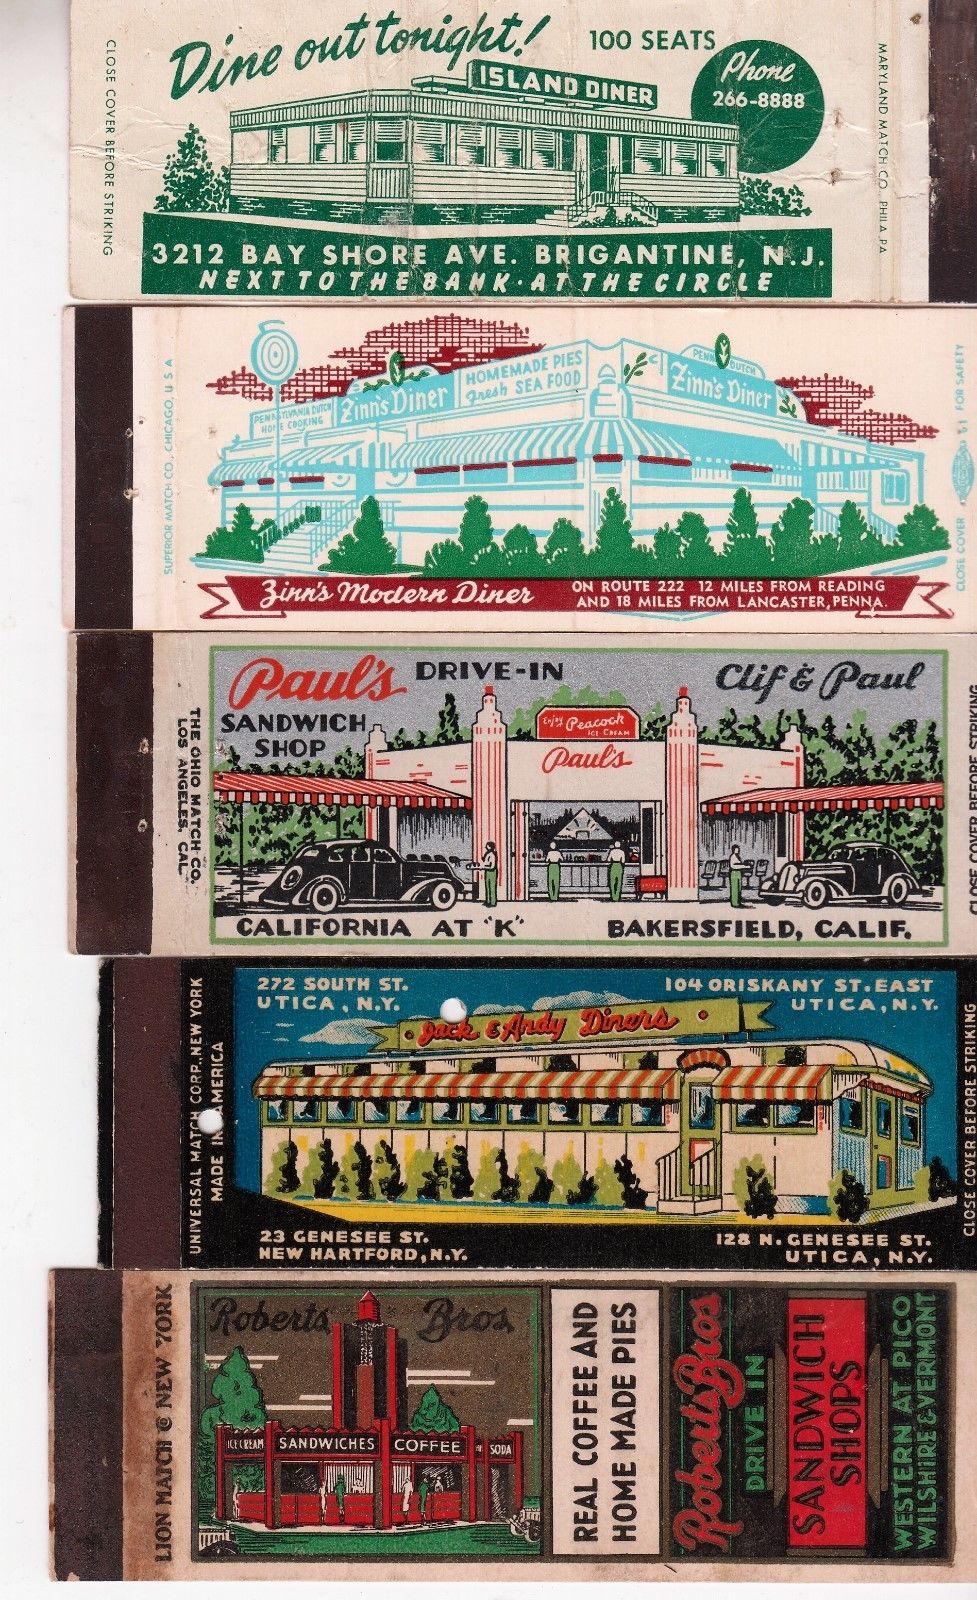 Dine out tonight!
100 SEATS
Phone
266-8888
ISLAND DINER
CLOSE COVER BEFORE STRIKING
MARYLAND MATCH CO. PHILA. PA
3212 BAY SHORE AVE. BRIGANTINE, N.J.
NEXT TO THE BANK · AT THE CIRCLE
SUPERIOR MATCH CO., CHICAGO, U S A
PENNSYLVANIA DUTCH
HOME COOKING
Zinn's Diner
HOMEMADE PIES
Fresh SEA FOOD
PENN DUTCH
Zinn's Diner
CLOSE COVER FOR SAFETY
Zinn's Modern Diner
ON ROUTE 222 12 MILES FROM READING
AND 18 MILES FROM LANCASTER, PENNA.
THE OHIO MATCH CO.
LOS ANGELES, CAL.
Paul's DRIVE-IN
SANDWICH
SHOP
Clif & Paul
Enjoy Peacock
ICE CREAM
Paul's
CALIFORNIA AT "K" BAKERSFIELD, CALIF.
CLOSE COVER BEFORE STRIKING
UNIVERSAL MATCH CORP., NEW YORK
MADE IN AMERICA
272 SOUTH ST.
UTICA, N.Y.
104 ORISKANY ST. EAST
UTICA, N.Y.
Jack & Andy Diners
23 GENESEE ST.
NEW HARTFORD, N.Y.
128 N. GENESEE ST.
UTICA, N.Y.
CLOSE COVER BEFORE STRIKING
LION MATCH CO NEW YORK
Roberts Bros
ICE CREAM
SANDWICHES
COFFEE
SODA
REAL COFFEE AND
HOME MADE PIES
Roberts Bros
DRIVE IN
SANDWICH
SHOPS
WESTERN AT PICO
WILSHIRE & VERMONT